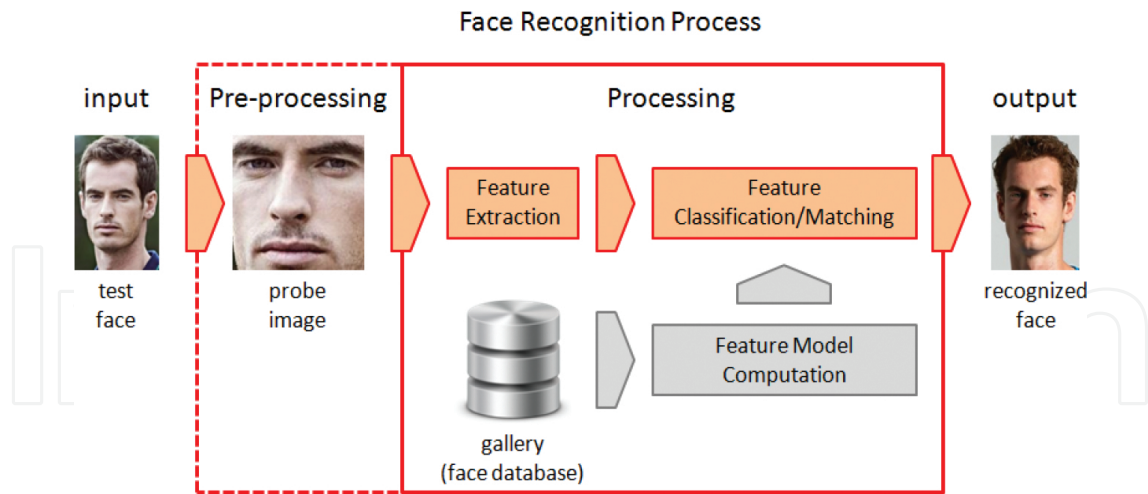 Face Recognition Process
input
Pre-processing
Processing
output
Feature
Extraction
Feature
Classification/Matching
test
face
probe
image
recognized
face
Feature Model
Computation
gallery
(face database)